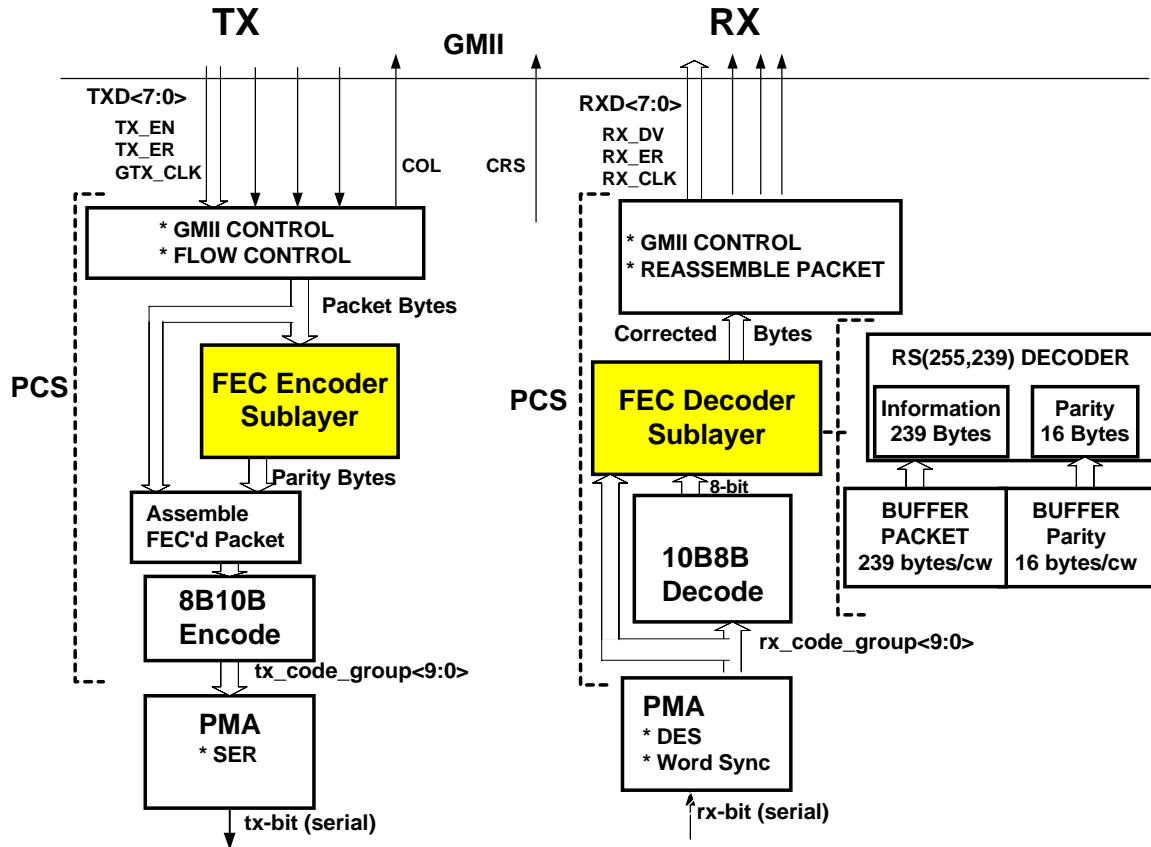 TX
GMII
RX
TXD<7:0>
TX_EN
TX_ER
GTX_CLK
COL
CRS
RXD<7:0>
RX_DV
RX_ER
RX_CLK
* GMII CONTROL
* FLOW CONTROL
Packet Bytes
PCS
FEC Encoder
Sublayer
Parity Bytes
Assemble
FEC'd Packet
8B10B
Encode
tx_code_group<9:0>
PMA
* SER
tx-bit (serial)
* GMII CONTROL
* REASSEMBLE PACKET
Corrected Bytes
PCS
FEC Decoder
Sublayer
8-bit
10B8B
Decode
rx_code_group<9:0>
PMA
* DES
* Word Sync
rx-bit (serial)
RS(255,239) DECODER
Information
239 Bytes
Parity
16 Bytes
BUFFER
PACKET
239 bytes/cw
BUFFER
Parity
16 bytes/cw